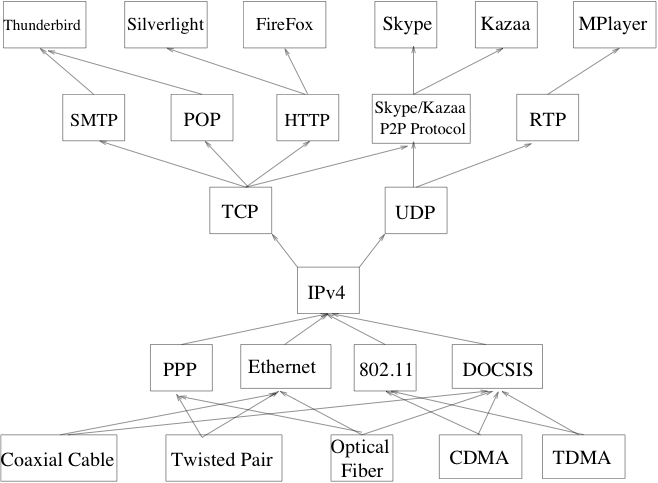 Thunderbird
Silverlight
FireFox
Skype
Kazaa
MPlayer
SMTP
POP
HTTP
Skype/Kazaa
P2P Protocol
RTP
TCP
UDP
IPv4
PPP
Ethernet
802.11
DOCSIS
Coaxial Cable
Twisted Pair
Optical
Fiber
CDMA
TDMA